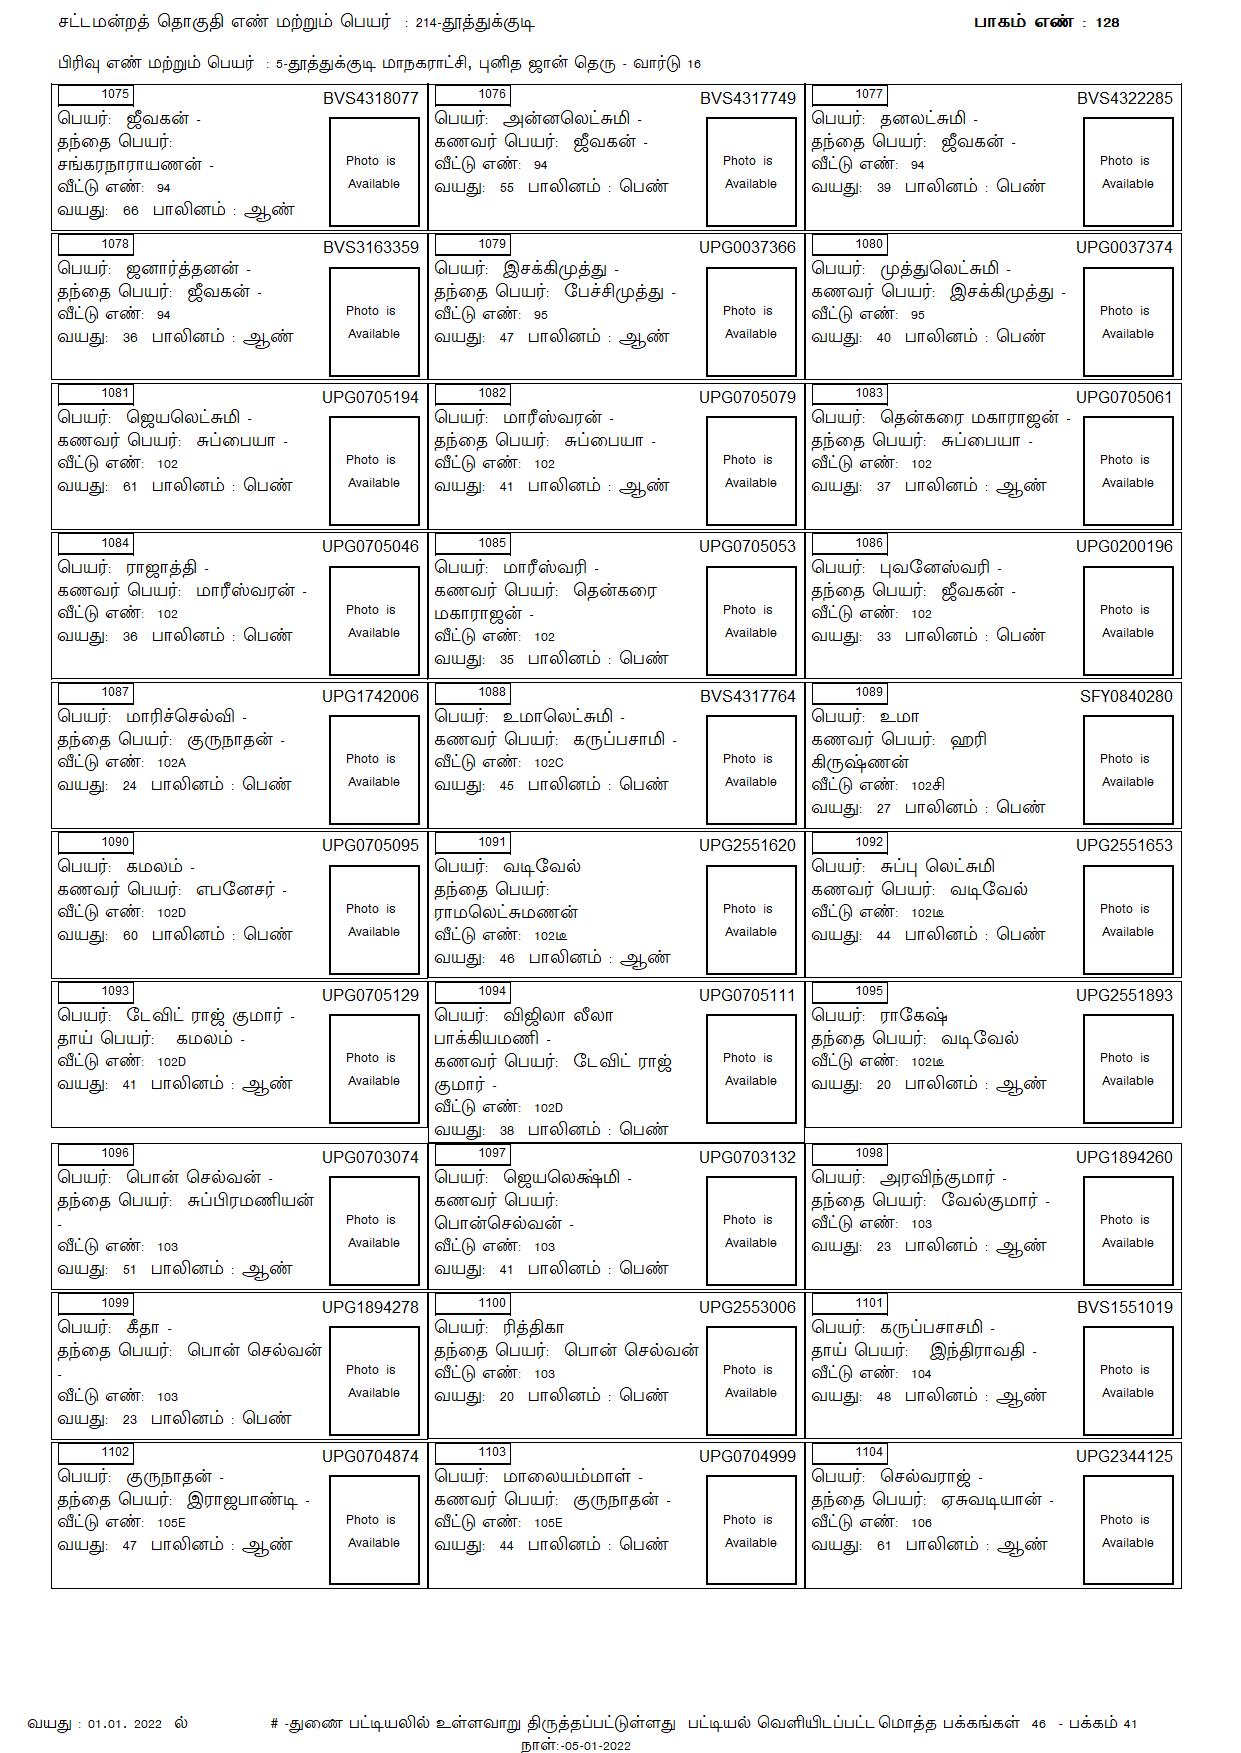 சட்டமன்றத் தொகுதி எண் மற்றும் பெயர் : 214-தூத்துக்குடி பாகம் எண் : 128
பிரிவு எண் மற்றும் பெயர் : 5-தூத்துக்குடி மாநகராட்சி, புனித ஜான் தெரு - வார்டு 16
1075 BVS4318077
பெயர்: ஜீவகன் -
தந்தை பெயர்:
சங்கரநாராயணன் -
வீட்டு எண்: 94
வயது: 66 பாலினம் : ஆண்
Photo is
Available
1076 BVS4317749
பெயர்: அன்னலெட்சுமி -
கணவர் பெயர்: ஜீவகன் -
வீட்டு எண்: 94
வயது: 55 பாலினம் : பெண்
Photo is
Available
1077 BVS4322285
பெயர்: தனலட்சுமி -
தந்தை பெயர்: ஜீவகன் -
வீட்டு எண்: 94
வயது: 39 பாலினம் : பெண்
Photo is
Available
1078 BVS3163359
பெயர்: ஜனார்த்தனன் -
தந்தை பெயர்: ஜீவகன் -
வீட்டு எண்: 94
வயது: 36 பாலினம் : ஆண்
Photo is
Available
1079 UPG0037366
பெயர்: இசக்கிமுத்து -
தந்தை பெயர்: பேச்சிமுத்து -
வீட்டு எண்: 95
வயது: 47 பாலினம் : ஆண்
Photo is
Available
1080 UPG0037374
பெயர்: முத்துலெட்சுமி -
கணவர் பெயர்: இசக்கிமுத்து -
வீட்டு எண்: 95
வயது: 40 பாலினம் : பெண்
Photo is
Available
1081 UPG0705194
பெயர்: ஜெயலெட்சுமி -
கணவர் பெயர்: சுப்பையா -
வீட்டு எண்: 102
வயது: 61 பாலினம் : பெண்
Photo is
Available
1082 UPG0705079
பெயர்: மாரீஸ்வரன் -
தந்தை பெயர்: சுப்பையா -
வீட்டு எண்: 102
வயது: 41 பாலினம் : ஆண்
Photo is
Available
1083 UPG0705061
பெயர்: தென்கரை மகாராஜன் -
தந்தை பெயர்: சுப்பையா -
வீட்டு எண்: 102
வயது: 37 பாலினம் : ஆண்
Photo is
Available
1084 UPG0705046
பெயர்: ராஜாத்தி -
கணவர் பெயர்: மாரீஸ்வரன் -
வீட்டு எண்: 102
வயது: 36 பாலினம் : பெண்
Photo is
Available
1085 UPG0705053
பெயர்: மாரீஸ்வரி -
கணவர் பெயர்: தென்கரை
மகாராஜன் -
வீட்டு எண்: 102
வயது: 35 பாலினம் : பெண்
Photo is
Available
1086 UPG0200196
பெயர்: புவனேஸ்வரி -
தந்தை பெயர்: ஜீவகன் -
வீட்டு எண்: 102
வயது: 33 பாலினம் : பெண்
Photo is
Available
1087 UPG1742006
பெயர்: மாரிச்செல்வி -
தந்தை பெயர்: குருநாதன் -
வீட்டு எண்: 102A
வயது: 24 பாலினம் : பெண்
Photo is
Available
1088 BVS4317764
பெயர்: உமாலெட்சுமி -
கணவர் பெயர்: கருப்பசாமி -
வீட்டு எண்: 102C
வயது: 45 பாலினம் : பெண்
Photo is
Available
1089 SFY0840280
பெயர்: உமா
கணவர் பெயர்: ஹரி
கிருஷ்ணன்
வீட்டு எண்: 102சி
வயது: 27 பாலினம் : பெண்
Photo is
Available
1090 UPG0705095
பெயர்: கமலம் -
கணவர் பெயர்: எபனேசர் -
வீட்டு எண்: 102D
வயது: 60 பாலினம் : பெண்
Photo is
Available
1091 UPG2551620
பெயர்: வடிவேல்
தந்தை பெயர்:
ராமலெட்சுமணன்
வீட்டு எண்: 102டீ
வயது: 46 பாலினம் : ஆண்
Photo is
Available
1092 UPG2551653
பெயர்: சுப்பு லெட்சுமி
கணவர் பெயர்: வடிவேல்
வீட்டு எண்: 102டீ
வயது: 44 பாலினம் : பெண்
Photo is
Available
1093 UPG0705129
பெயர்: டேவிட் ராஜ் குமார் -
தாய் பெயர்: கமலம் -
வீட்டு எண்: 102D
வயது: 41 பாலினம் : ஆண்
Photo is
Available
1094 UPG0705111
பெயர்: விஜிலா லீலா
பாக்கியமணி -
கணவர் பெயர்: டேவிட் ராஜ்
குமார் -
வீட்டு எண்: 102D
வயது: 38 பாலினம் : பெண்
Photo is
Available
1095 UPG2551893
பெயர்: ராகேஷ்
தந்தை பெயர்: வடிவேல்
வீட்டு எண்: 102டீ
வயது: 20 பாலினம் : ஆண்
Photo is
Available
1096 UPG0703074
பெயர்: பொன் செல்வன் -
தந்தை பெயர்: சுப்பிரமணியன்
-
வீட்டு எண்: 103
வயது: 51 பாலினம் : ஆண்
Photo is
Available
1097 UPG0703132
பெயர்: ஜெயலெக்ஷ்மி -
கணவர் பெயர்:
பொன்செல்வன் -
வீட்டு எண்: 103
வயது: 41 பாலினம் : பெண்
Photo is
Available
1098 UPG1894260
பெயர்: அரவிந்குமார் -
தந்தை பெயர்: வேல்குமார் -
வீட்டு எண்: 103
வயது: 23 பாலினம் : ஆண்
Photo is
Available
1099 UPG1894278
பெயர்: கீதா -
தந்தை பெயர்: பொன் செல்வன்
-
வீட்டு எண்: 103
வயது: 23 பாலினம் : பெண்
Photo is
Available
1100 UPG2553006
பெயர்: ரித்திகா
தந்தை பெயர்: பொன் செல்வன்
வீட்டு எண்: 103
வயது: 20 பாலினம் : பெண்
Photo is
Available
1101 BVS1551019
பெயர்: கருப்பசாசமி -
தாய் பெயர்: இந்திராவதி -
வீட்டு எண்: 104
வயது: 48 பாலினம் : ஆண்
Photo is
Available
1102 UPG0704874
பெயர்: குருநாதன் -
தந்தை பெயர்: இராஜபாண்டி -
வீட்டு எண்: 105E
வயது: 47 பாலினம் : ஆண்
Photo is
Available
1103 UPG0704999
பெயர்: மாலையம்மாள் -
கணவர் பெயர்: குருநாதன் -
வீட்டு எண்: 105E
வயது: 44 பாலினம் : பெண்
Photo is
Available
1104 UPG2344125
பெயர்: செல்வராஜ் -
தந்தை பெயர்: ஏசுவடியான் -
வீட்டு எண்: 106
வயது: 61 பாலினம் : ஆண்
Photo is
Available
வயது : 01.01. 2022 ல் # -துணை பட்டியலில் உள்ளவாறு திருத்தப்பட்டுள்ளது பட்டியல் வெளியிடப்பட்ட மொத்த பக்கங்கள் 46 - பக்கம் 41
நாள்:-05-01-2022